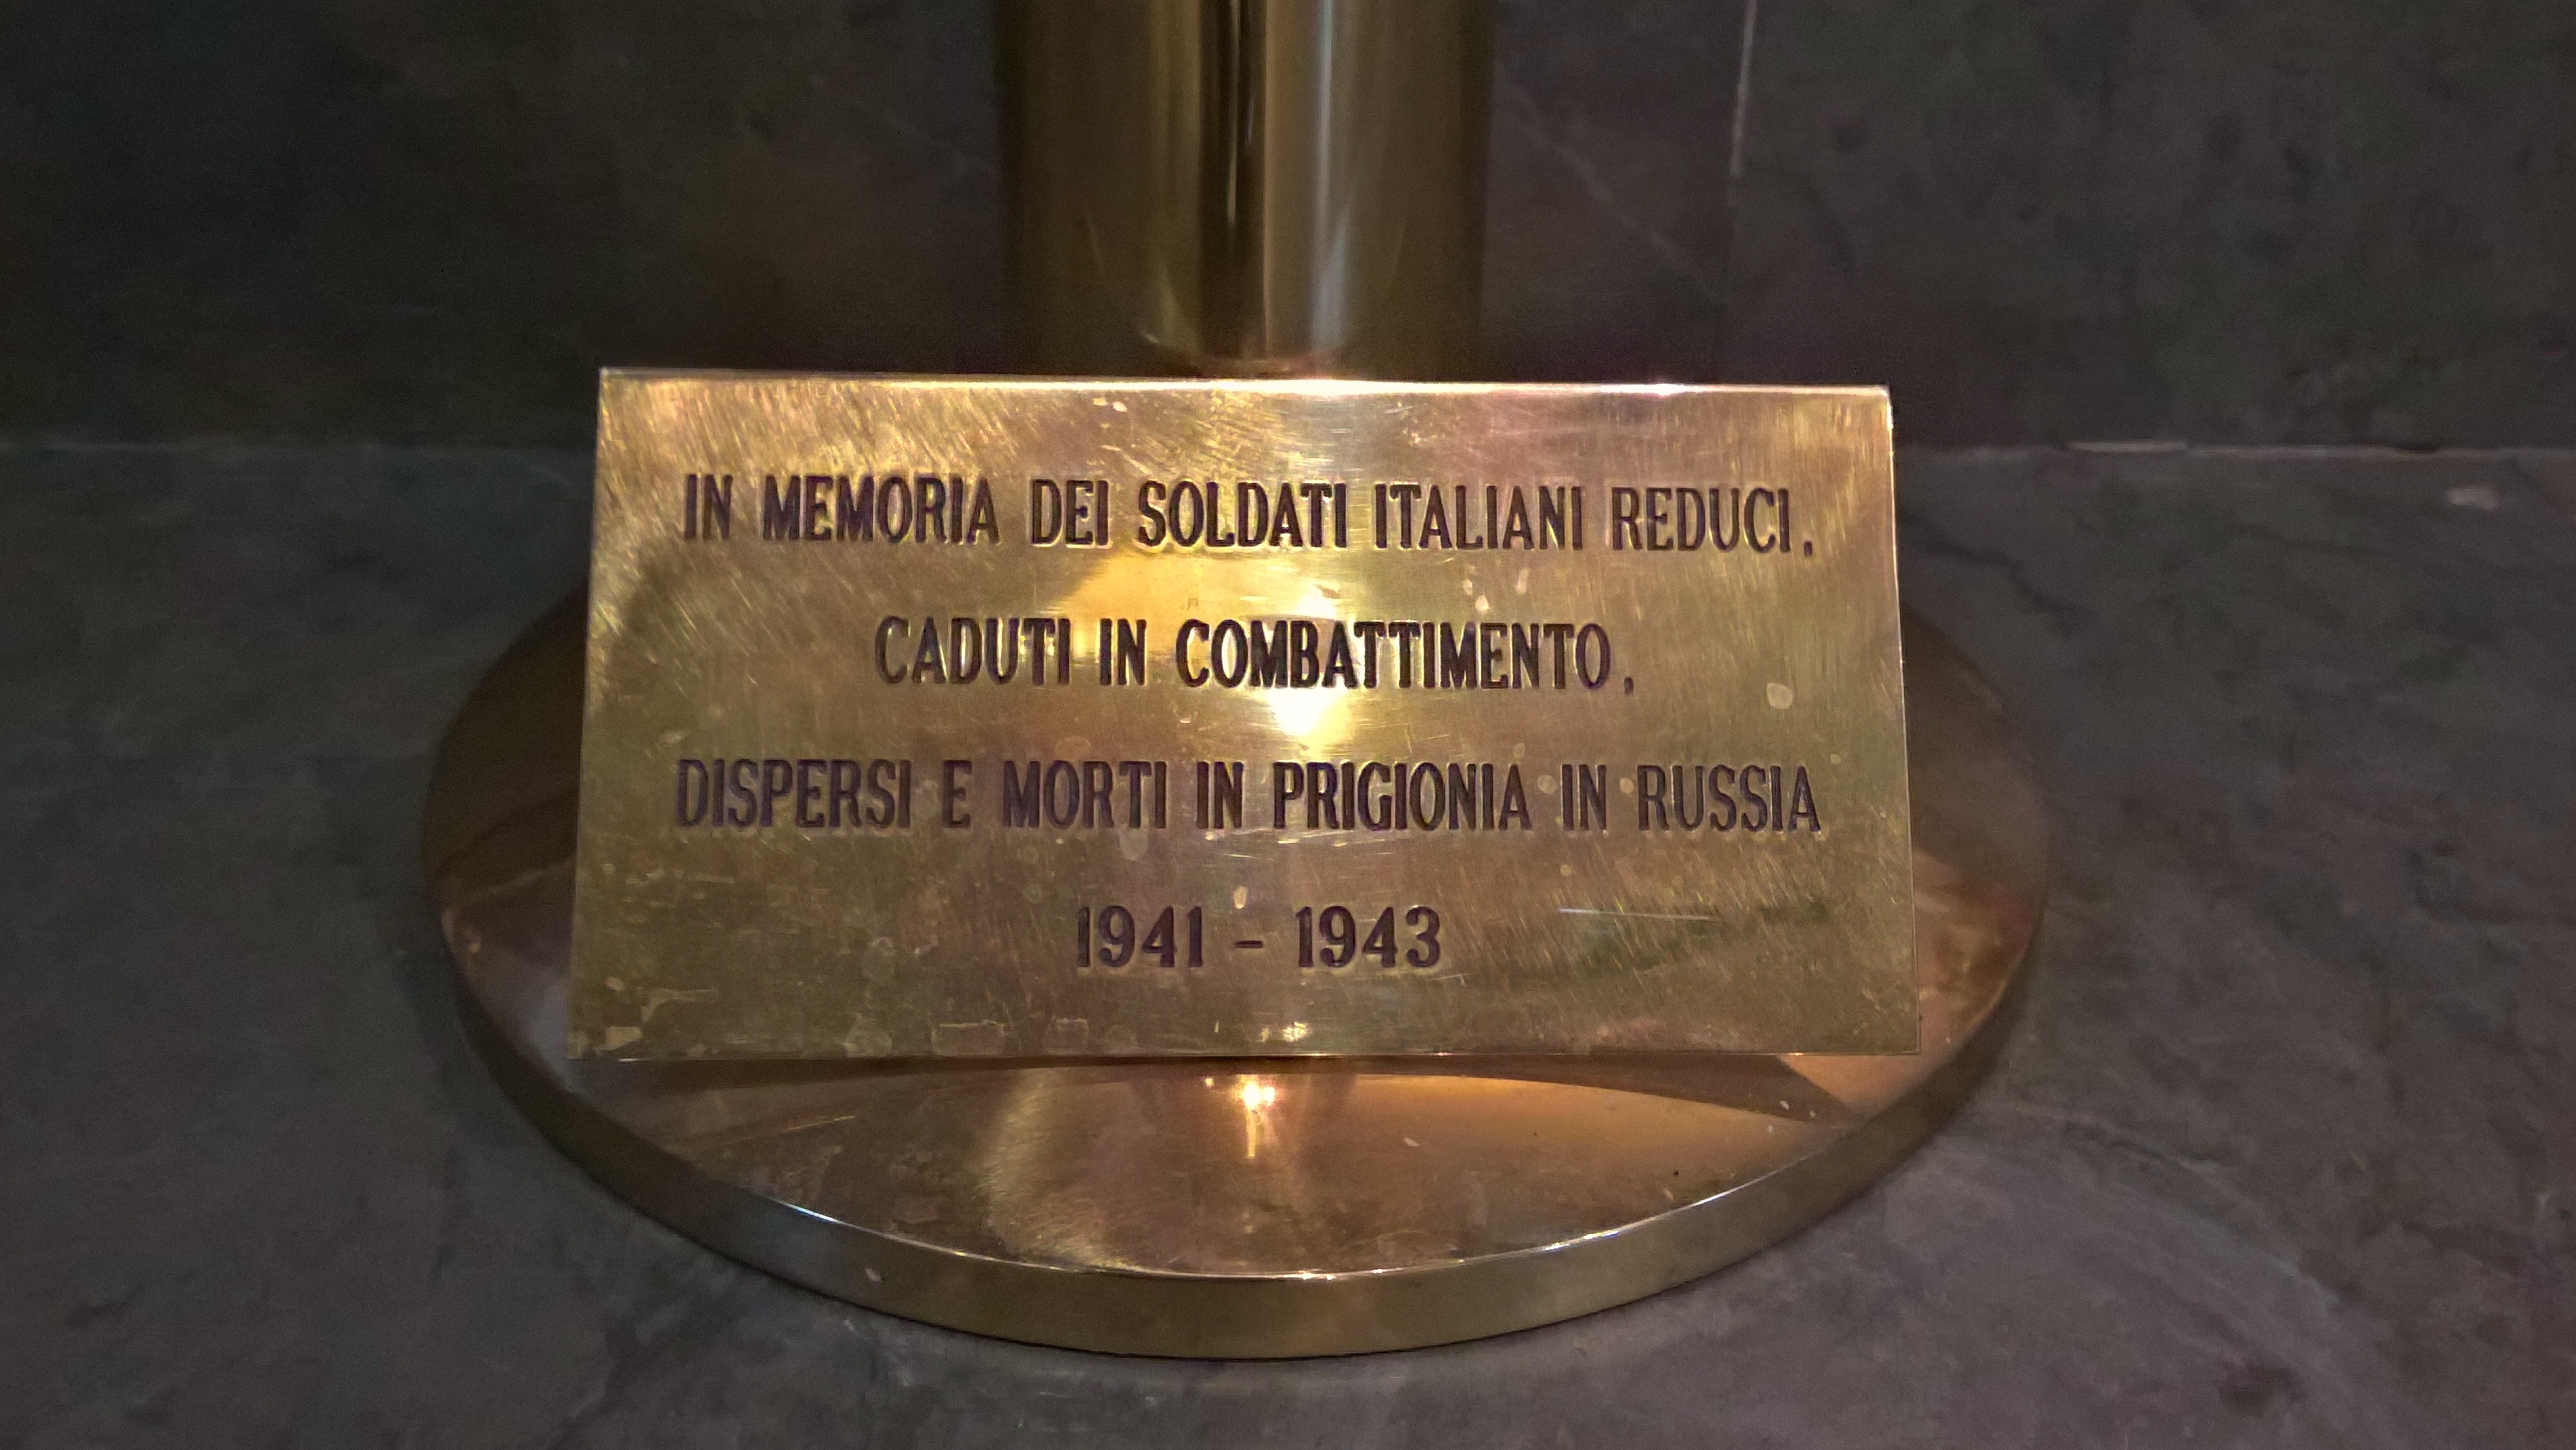 IN MEMORIA DEI SOLDATI ITALIANI REDUCI,
CADUTI IN COMBATTIMENTO,
DISPERSI E MORTI IN PRIGIONIA IN RUSSIA
1941 - 1943